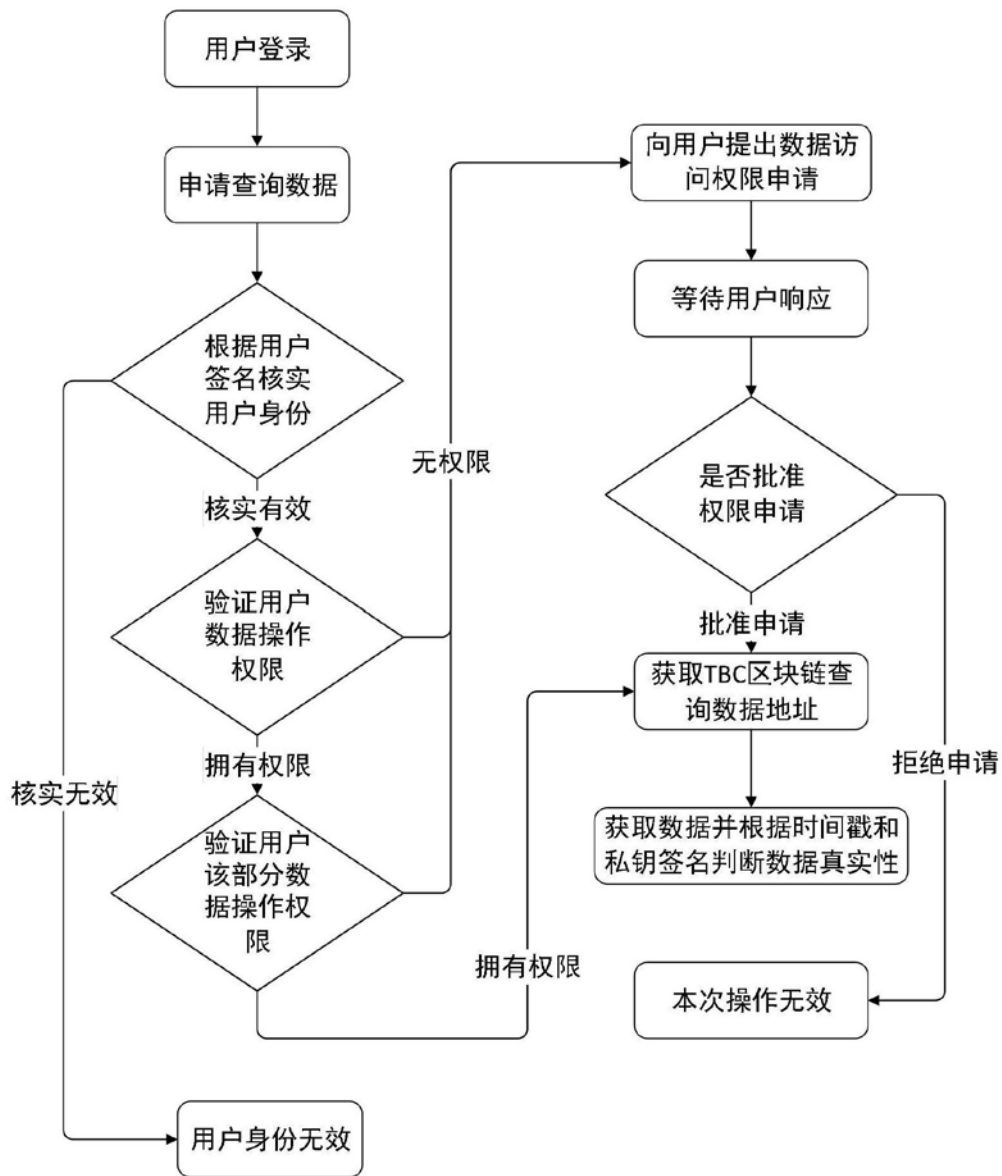 用户登录
申请查询数据
根据用户
签名核实
用户身份
核实有效
验证用户
数据操作
权限
拥有权限
核实无效
验证用户
该部分数
据操作权
限
用户身份无效
无权限
拥有权限
向用户提出数据访
问权限申请
等待用户响应
是否批准
权限申请
批准申请
获取TBC区块链查
询数据地址
拒绝申请
获取数据并根据时间戳和
私钥签名判断数据真实性
本次操作无效